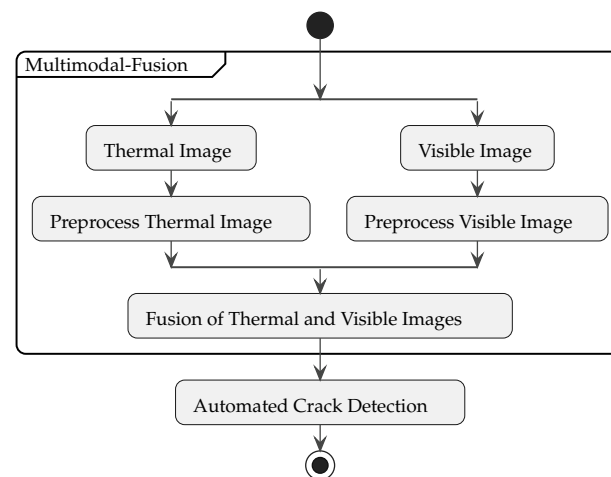 Multimodal-Fusion
Thermal Image
Visible Image
Preprocess Thermal Image
Preprocess Visible Image
Fusion of Thermal and Visible Images
Automated Crack Detection